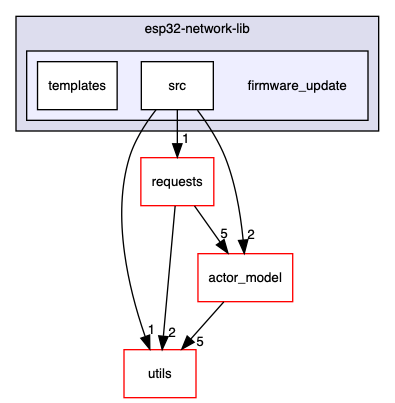 esp32-network-lib
templates
src
firmware_update
1
requests
5
2
actor_model
1
2
5
utils